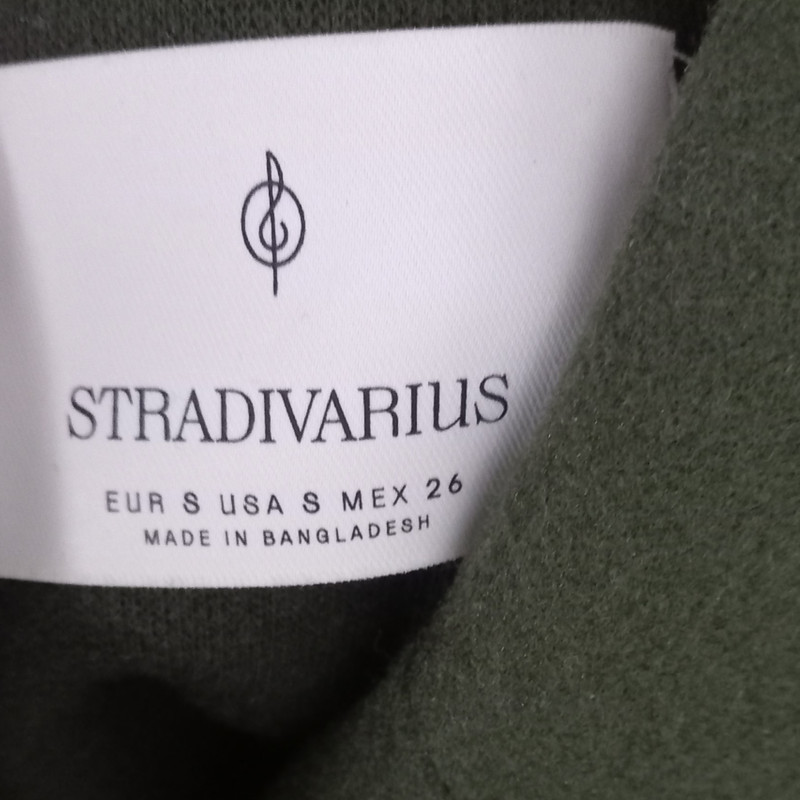 STRADIVARIUS
EUR S USA S MEX 26
MADE IN BANGLADESH